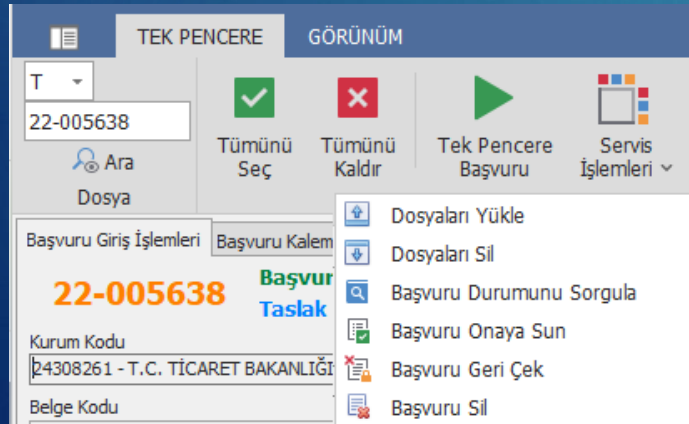 TEK PENCERE GÖRÜNÜM
T
22-005638
Ara
Dosya
Tümünü Seç
Tümünü Kaldır
Tek Pencere Başvuru
Servis İşlemleri
Dosyaları Yükle
Dosyaları Sil
Başvuru Durumunu Sorgula
Başvuru Onaya Sun
Başvuru Geri Çek
Başvuru Sil
Başvuru Giriş İşlemleri
Başvuru Kalem
22-005638
Başvur
Taslak
Kurum Kodu
24308261 - T.C. TİCARET BAKANLIĞI
Belge Kodu